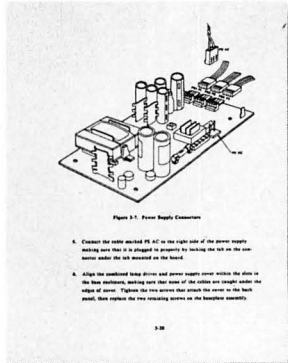 Figure 3-7. Power Supply Connectors
5. Connect the cable marked PS AC to the right side of the power supply
making sure that it is plugged in properly by locking the tab on the con-
nector under the tab mounted on the board.
6. Align the combined lamp driver and power supply cover within the slots in
the base enclosure, making sure that none of the cables are caught under the
edges of cover. Tighten the two screws that attach the cover to the back
panel, then replace the two remaining screws on the baseplate assembly.